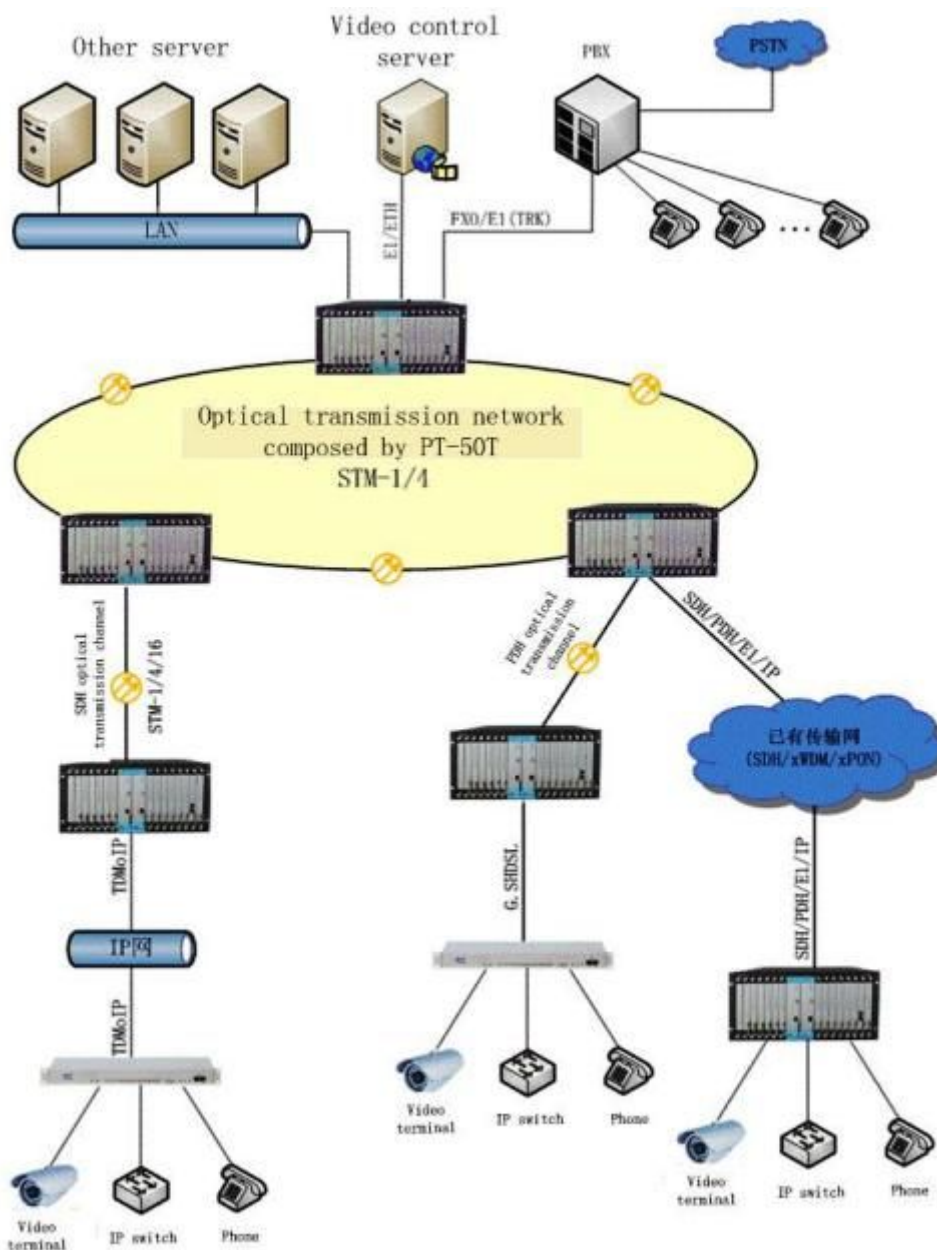 Other server
Video control
server
PBX
PSTN
LAN
E1/ETH
FXO/E1(TRK)
Optical transmission network
composed by PT-50T
STM-1/4
SDH optical
transmission channel
STM-1/4/16
PDH optical
transmission
channel
SDH/PDH/E1/IP
已有传输网
(SDH/xWDM/xPON)
TDMoIP
G.SHDSL
SDH/PDH/E1/IP
IP网
TDMoIP
Video
terminal
IP switch
Phone
Video
terminal
IP switch
Phone
Video
terminal
IP switch
Phone